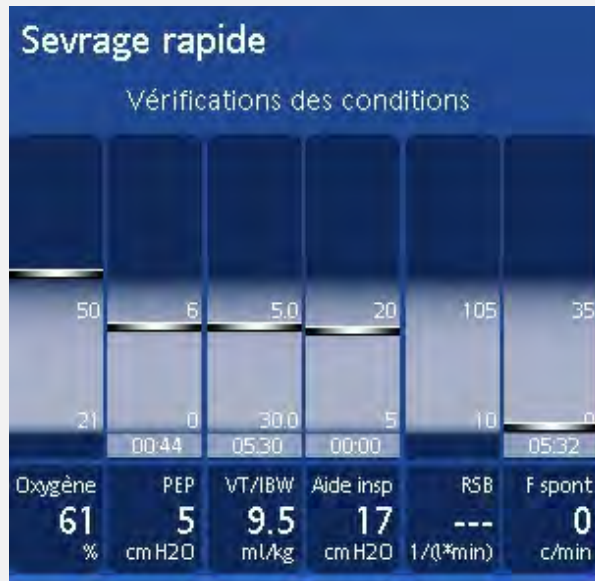 Sevrage rapide
Vérifications des conditions
50 6 5.0 20 105 35
21 0 30.0 5 10 0
00:44 05:30 00:00 05:32
Oxygène PEP VT/IBW Aide insp RSB F spont
61 5 9.5 17 --- 0
% cmH2O ml/kg cmH2O 1/(l*min) c/min